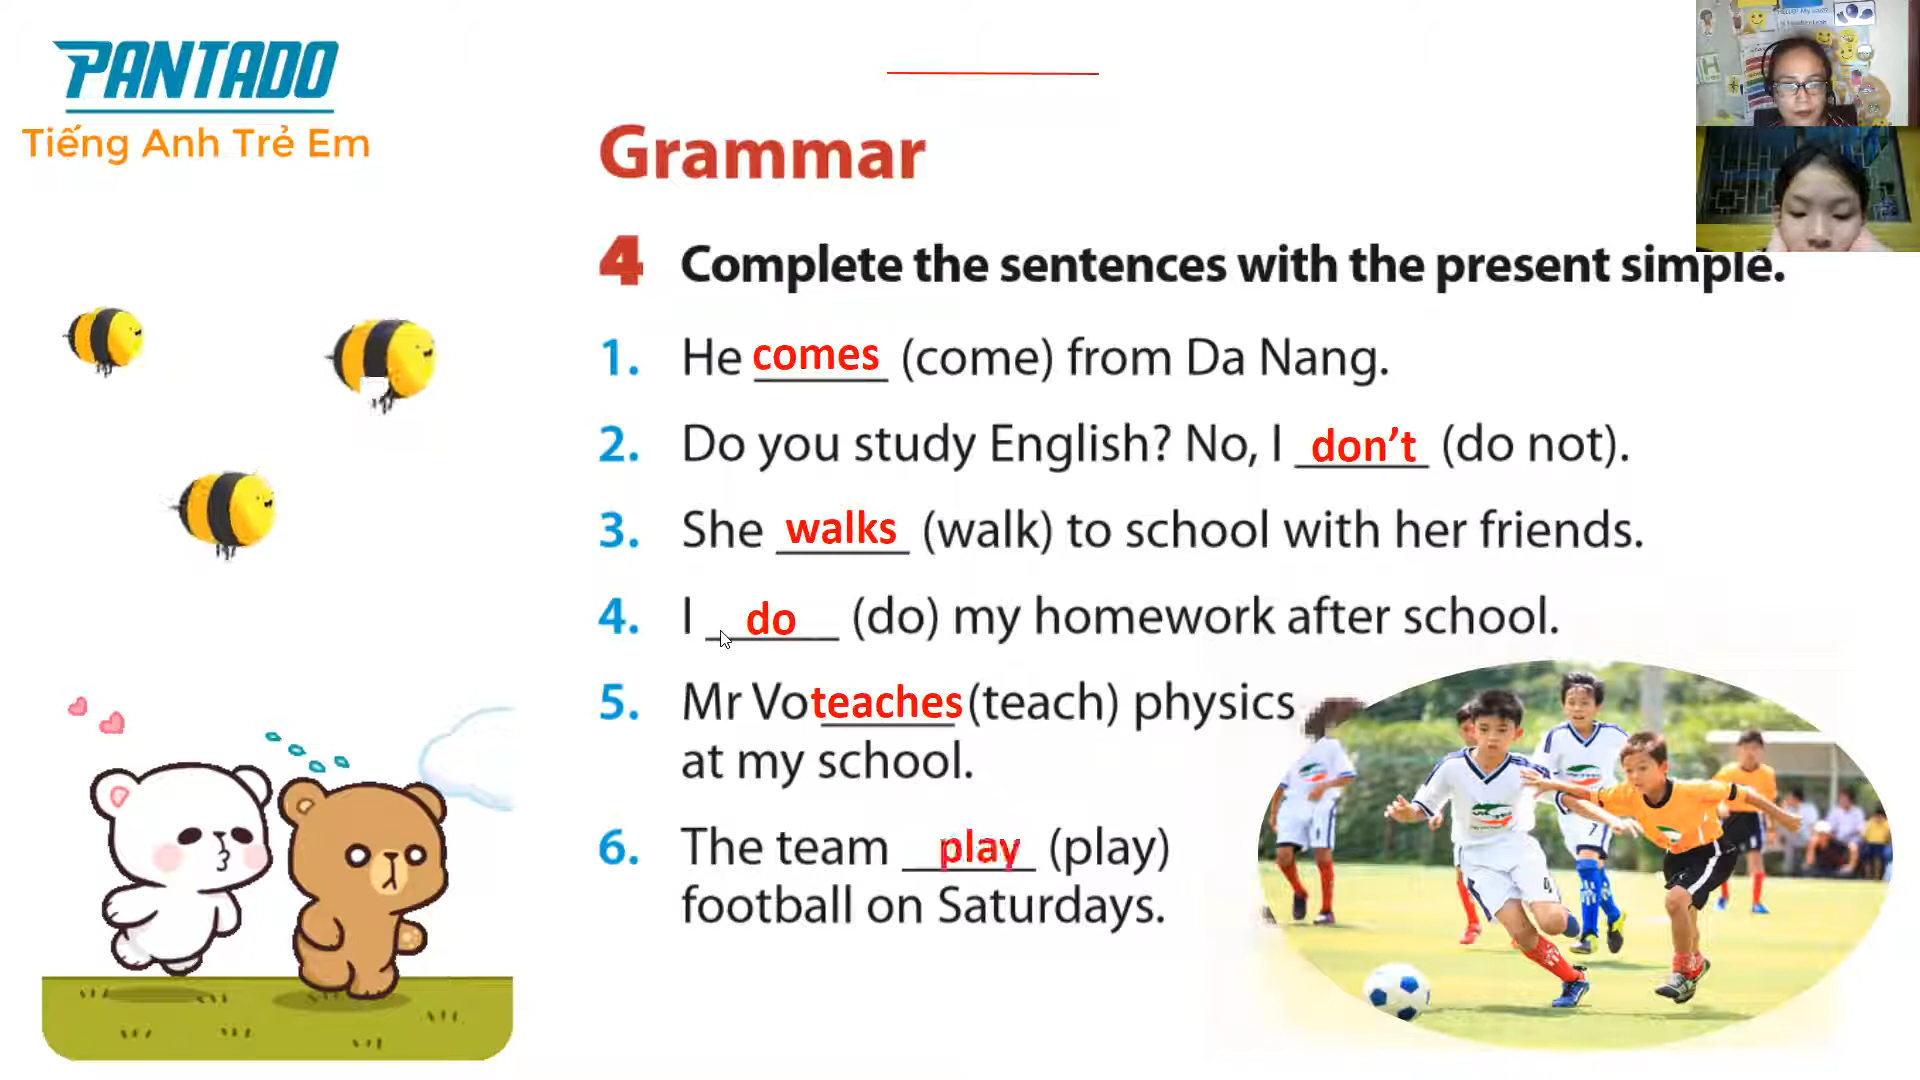 PANTADO
Tiếng Anh Trẻ Em
Grammar
4 Complete the sentences with the present simple.
1. He comes (come) from Da Nang.
2. Do you study English? No, I don't (do not).
3. She walks (walk) to school with her friends.
4. I do (do) my homework after school.
5. Mr Vo teaches (teach) physics
at my school.
6. The team play (play)
football on Saturdays.